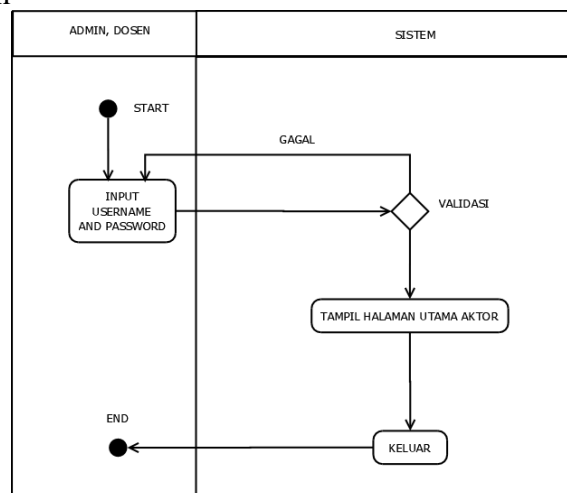 ADMIN, DOSEN
SISTEM
START
GAGAL
INPUT
USERNAME
AND PASSWORD
VALIDASI
TAMPIL HALAMAN UTAMA AKTOR
END
KELUAR